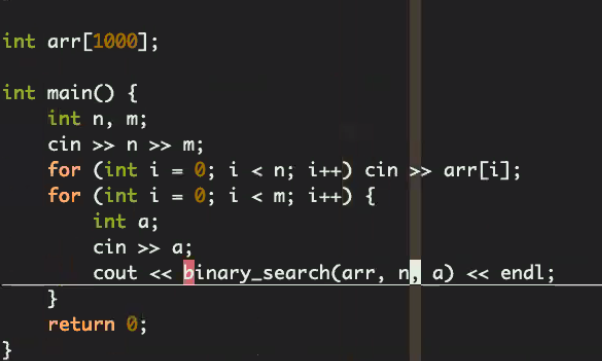 int arr[1000];
int main() {
    int n, m;
    cin >> n >> m;
    for (int i = 0; i < n; i++) cin >> arr[i];
    for (int i = 0; i < m; i++) {
        int a;
        cin >> a;
        cout << binary_search(arr, n, a) << endl;
    }
    return 0;
}